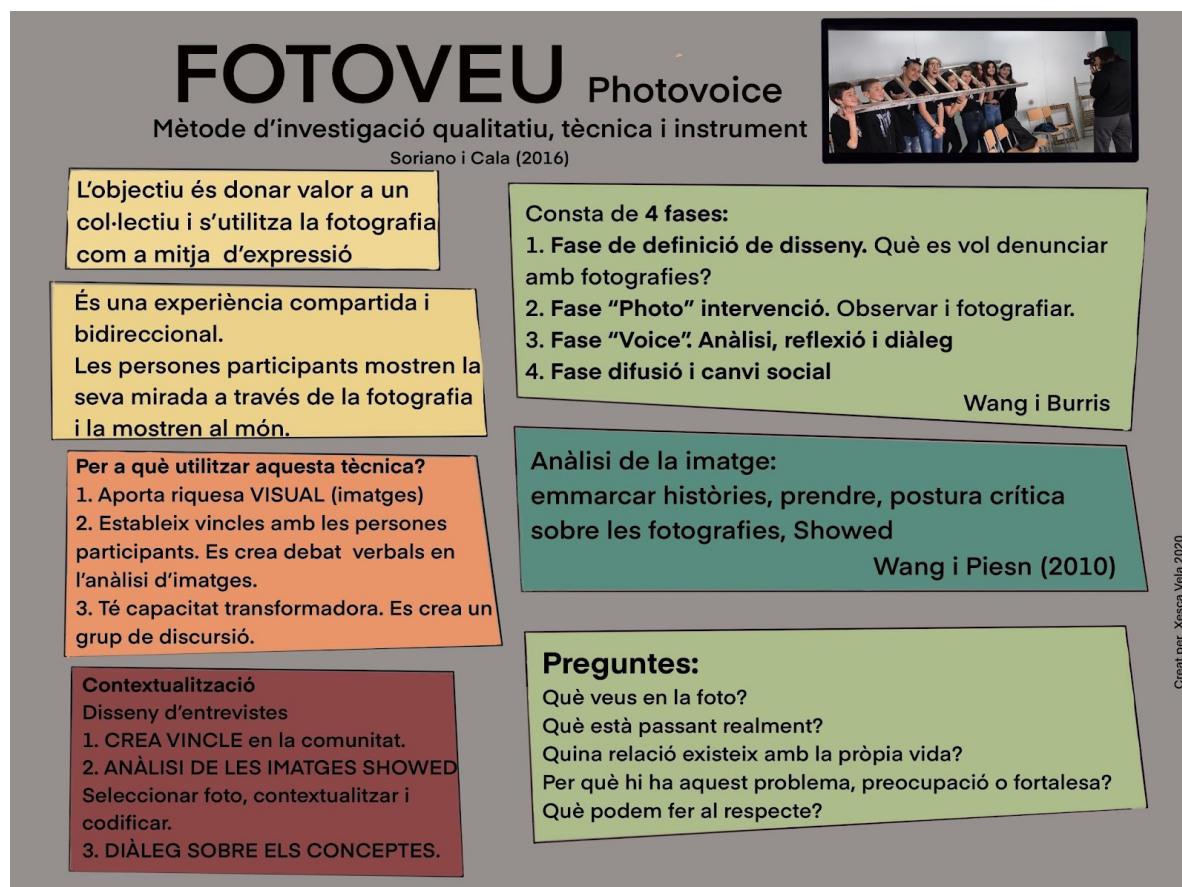 FOTOVEU Photovoice
Mètode d'investigació qualitatiu, tècnica i instrument
Soriano i Cala (2016)
L'objectiu és donar valor a un
col·lectiu i s'utilitza la fotografia
com a mitja d'expressió
És una experiència compartida i
bidireccional.
Les persones participants mostren la
seva mirada a través de la fotografia
i la mostren al món.
Per a què utilitzar aquesta tècnica?
1. Aporta riquesa VISUAL (imatges)
2. Estableix vincles amb les persones
participants. Es crea debat verbals en
l'anàlisi d'imatges.
3. Té capacitat transformadora. Es crea un
grup de discursió.
Contextualització
Disseny d'entrevistes
1. CREA VINCLE en la comunitat.
2. ANÀLISI DE LES IMATGES SHOWED
Seleccionar foto, contextualitzar i
codificar.
3. DIÀLEG SOBRE ELS CONCEPTES.
Consta de 4 fases:
1. Fase de definició de disseny. Què es vol denunciar
amb fotografies?
2. Fase "Photo" intervenció. Observar i fotografiar.
3. Fase "Voice". Anàlisi, reflexió i diàleg
4. Fase difusió i canvi social
Wang i Burris
Anàlisi de la imatge:
emmarcar històries, prendre, postura crítica
sobre les fotografies, Showed
Wang i Piesn (2010)
Preguntes:
Què veus en la foto?
Què està passant realment?
Quina relació existeix amb la pròpia vida?
Per què hi ha aquest problema, preocupació o fortalesa?
Què podem fer al respecte?
Creat per Xesca Vela 2020